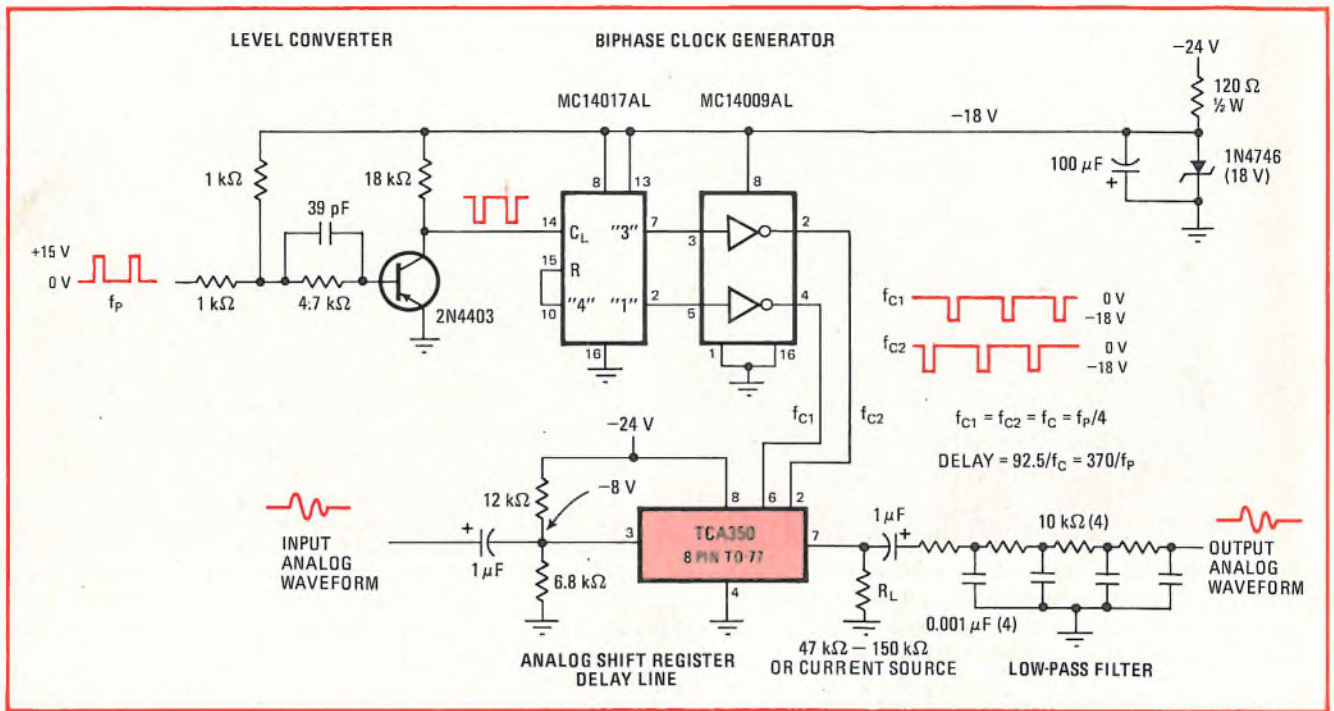 LEVEL CONVERTER
BIPHASE CLOCK GENERATOR
−24 V
120 Ω
½ W
MC14017AL
MC14009AL
−18 V
1 kΩ
18 kΩ
8
13
8
100 µF
+
1N4746
(18 V)
39 pF
14
CL
"3"
7
3
2
+15 V
0 V
fP
15
R
1 kΩ
4.7 kΩ
10
"4"
"1"
2
5
4
2N4403
16
1
16
fC1
0 V
−18 V
fC2
0 V
−18 V
fC1
fC2
fC1 = fC2 = fC = fP/4
−24 V
DELAY = 92.5/fC = 370/fP
12 kΩ
−8 V
8
6
2
+
1 µF
3
TCA350
8 PIN TO-77
7
1 µF
+
10 kΩ (4)
INPUT
ANALOG
WAVEFORM
6.8 kΩ
4
RL
0.001 µF (4)
OUTPUT
ANALOG
WAVEFORM
ANALOG SHIFT REGISTER
DELAY LINE
47 kΩ − 150 kΩ
OR CURRENT SOURCE
LOW-PASS FILTER